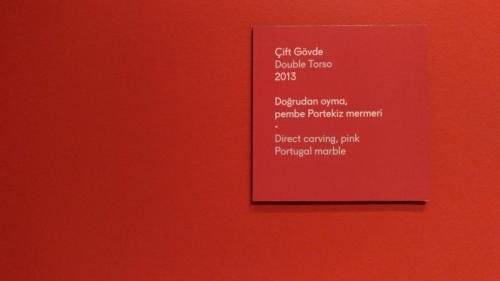 Çift Gövde
Double Torso
2013
Doğrudan oyma,
pembe Portekiz mermeri
-
Direct carving, pink
Portugal marble